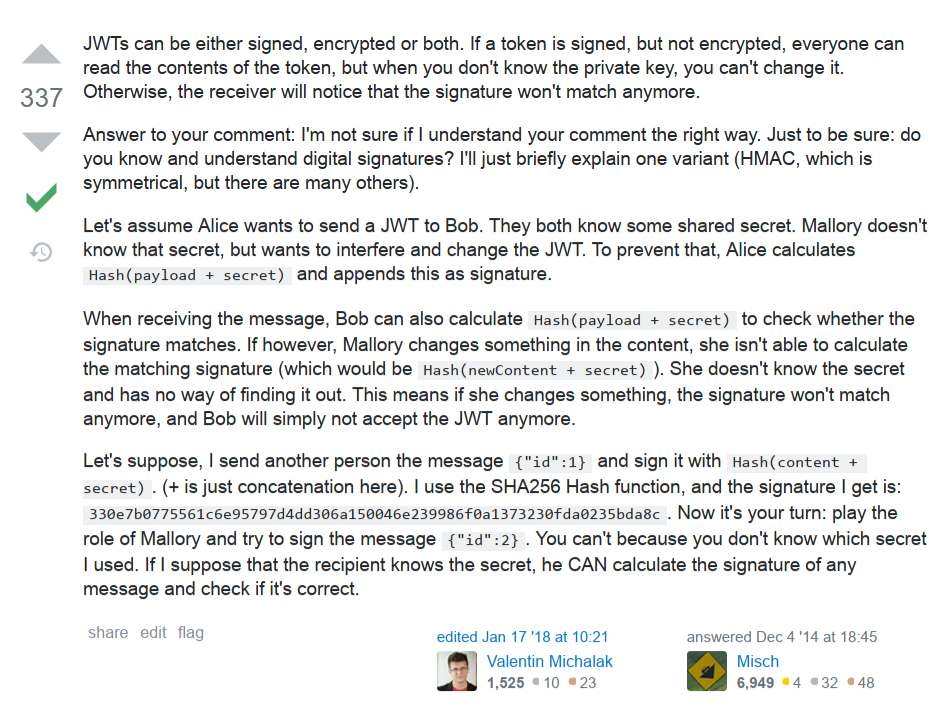 JWTs can be either signed, encrypted or both. If a token is signed, but not encrypted, everyone can
read the contents of the token, but when you don't know the private key, you can't change it.
337
Otherwise, the receiver will notice that the signature won't match anymore.
Answer to your comment: I'm not sure if I understand your comment the right way. Just to be sure: do
you know and understand digital signatures? I'll just briefly explain one variant (HMAC, which is
symmetrical, but there are many others).
Let's assume Alice wants to send a JWT to Bob. They both know some shared secret. Mallory doesn't
know that secret, but wants to interfere and change the JWT. To prevent that, Alice calculates
Hash(payload + secret) and appends this as signature.
When receiving the message, Bob can also calculate Hash(payload + secret) to check whether the
signature matches. If however, Mallory changes something in the content, she isn't able to calculate
the matching signature (which would be Hash(newContent + secret) ). She doesn't know the secret
and has no way of finding it out. This means if she changes something, the signature won't match
anymore, and Bob will simply not accept the JWT anymore.
Let's suppose, I send another person the message {"id":1} and sign it with Hash(content +
secret) . (+ is just concatenation here). I use the SHA256 Hash function, and the signature I get is:
330e7b0775561c6e95797d4dd306a150046e239986f0a1373230fda0235bda8c . Now it's your turn: play the
role of Mallory and try to sign the message {"id":2} . You can't because you don't know which secret
I used. If I suppose that the recipient knows the secret, he CAN calculate the signature of any
message and check if it's correct.
share edit flag
edited Jan 17 '18 at 10:21
Valentin Michalak
1,525 10 23
answered Dec 4 '14 at 18:45
Misch
6,949 4 32 48